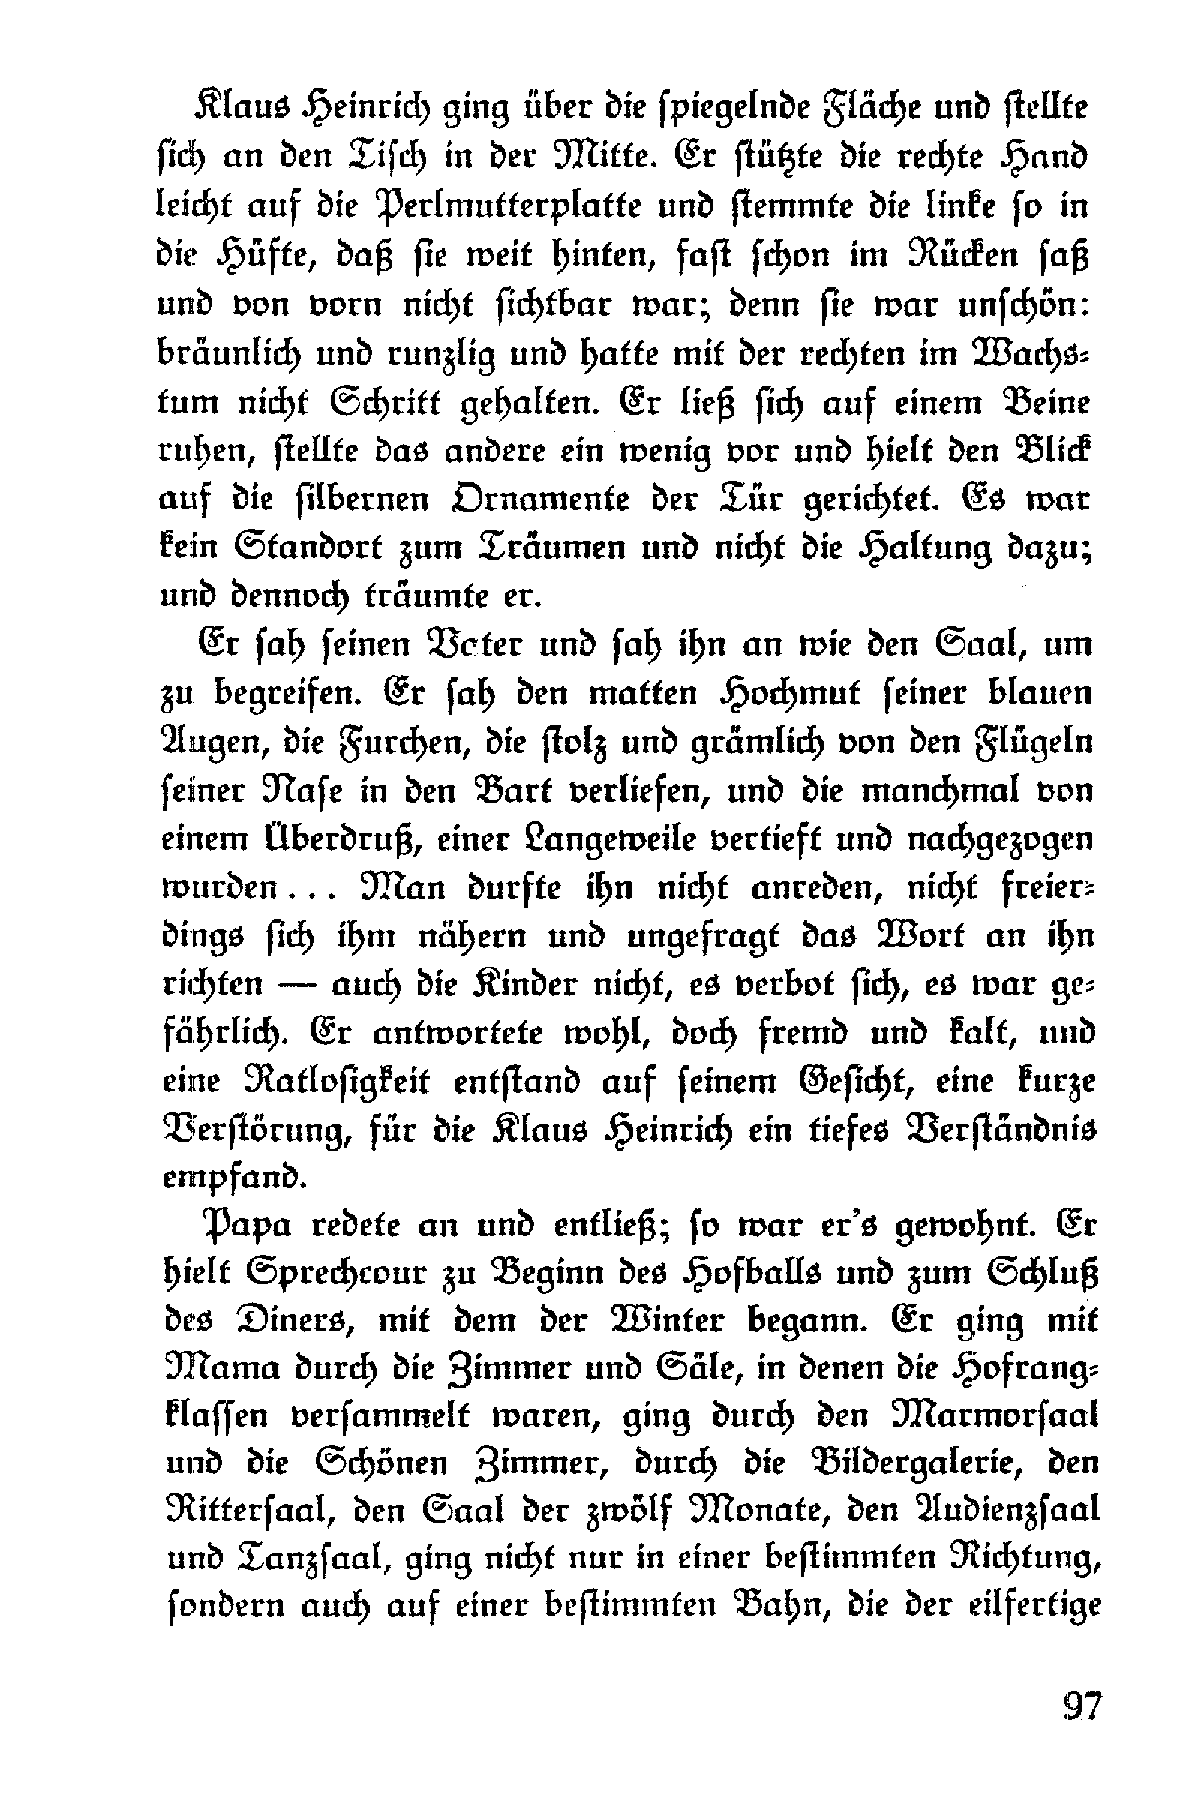 Klaus Heinrich ging über die ſpiegelnde Fläche und ſtellte
ſich an den Tiſch in der Mitte. Er ſtützte die rechte Hand
leicht auf die Perlmutterplatte und ſtemmte die linke ſo in
die Hüfte, daß ſie weit hinten, faſt ſchon im Rücken ſaß
und von vorn nicht ſichtbar war; denn ſie war unſchön:
bräunlich und runzlig und hatte mit der rechten im Wachs-
tum nicht Schritt gehalten. Er ließ ſich auf einem Beine
ruhen, ſtellte das andere ein wenig vor und hielt den Blick
auf die ſilbernen Ornamente der Tür gerichtet. Es war
kein Standort zum Träumen und nicht die Haltung dazu;
und dennoch träumte er.
Er ſah ſeinen Vater und ſah ihn an wie den Saal, um
zu begreifen. Er ſah den matten Hochmut ſeiner blauen
Augen, die Furchen, die ſtolz und grämlich von den Flügeln
ſeiner Naſe in den Bart verliefen, und die manchmal von
einem Überdruß, einer Langeweile vertieft und nachgezogen
wurden ... Man durfte ihn nicht anreden, nicht freier-
dings ſich ihm nähern und ungefragt das Wort an ihn
richten — auch die Kinder nicht, es verbot ſich, es war ge-
fährlich. Er antwortete wohl, doch fremd und kalt, und
eine Ratloſigkeit entſtand auf ſeinem Geſicht, eine kurze
Verſtörung, für die Klaus Heinrich ein tiefes Verſtändnis
empfand.
Papa redete an und entließ; ſo war er's gewohnt. Er
hielt Sprechcour zu Beginn des Hofballs und zum Schluß
des Diners, mit dem der Winter begann. Er ging mit
Mama durch die Zimmer und Säle, in denen die Hofrang-
klaſſen verſammelt waren, ging durch den Marmorſaal
und die Schönen Zimmer, durch die Bildergalerie, den
Ritterſaal, den Saal der zwölf Monate, den Audienzſaal
und Tanzſaal, ging nicht nur in einer beſtimmten Richtung,
ſondern auch auf einer beſtimmten Bahn, die der eilfertige
97